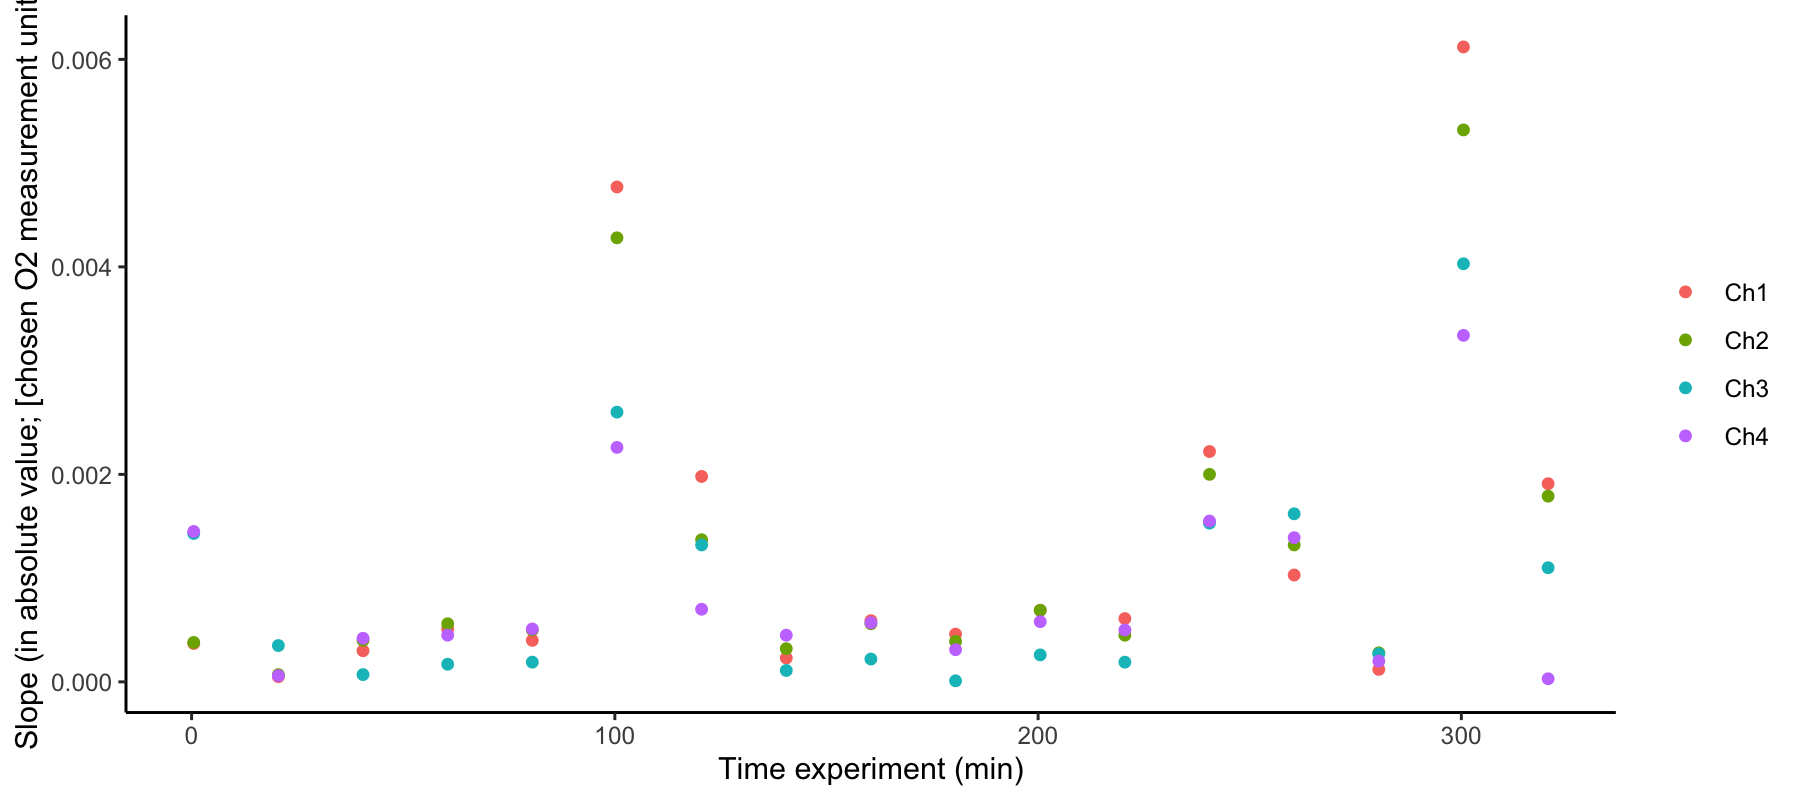 Slope (in absolute value; [chosen O2 measurement unit
0.006
0.004
0.002
0.000
0
100
200
300
Time experiment (min)
Ch1
Ch2
Ch3
Ch4